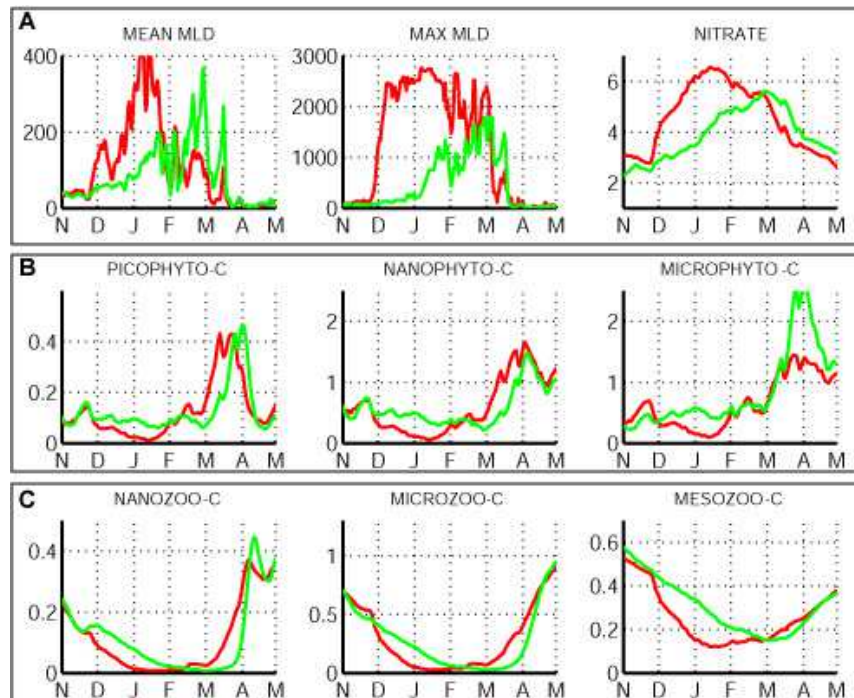 A
MEAN MLD MAX MLD NITRATE
400 3000 6
200 2000 4
1000 2
0 0
N D J F M A M N D J F M A M N D J F M A M
B
PICOPHYTO-C NANOPHYTO-C MICROPHYTO-C
0.4 2 2
0.2 1 1
0 0 0
N D J F M A M N D J F M A M N D J F M A M
C
NANOZOO-C MICROZOO-C MESOZOO-C
0.4 1 0.6
0.2 0.5 0.4
0.2
0 0 0
N D J F M A M N D J F M A M N D J F M A M